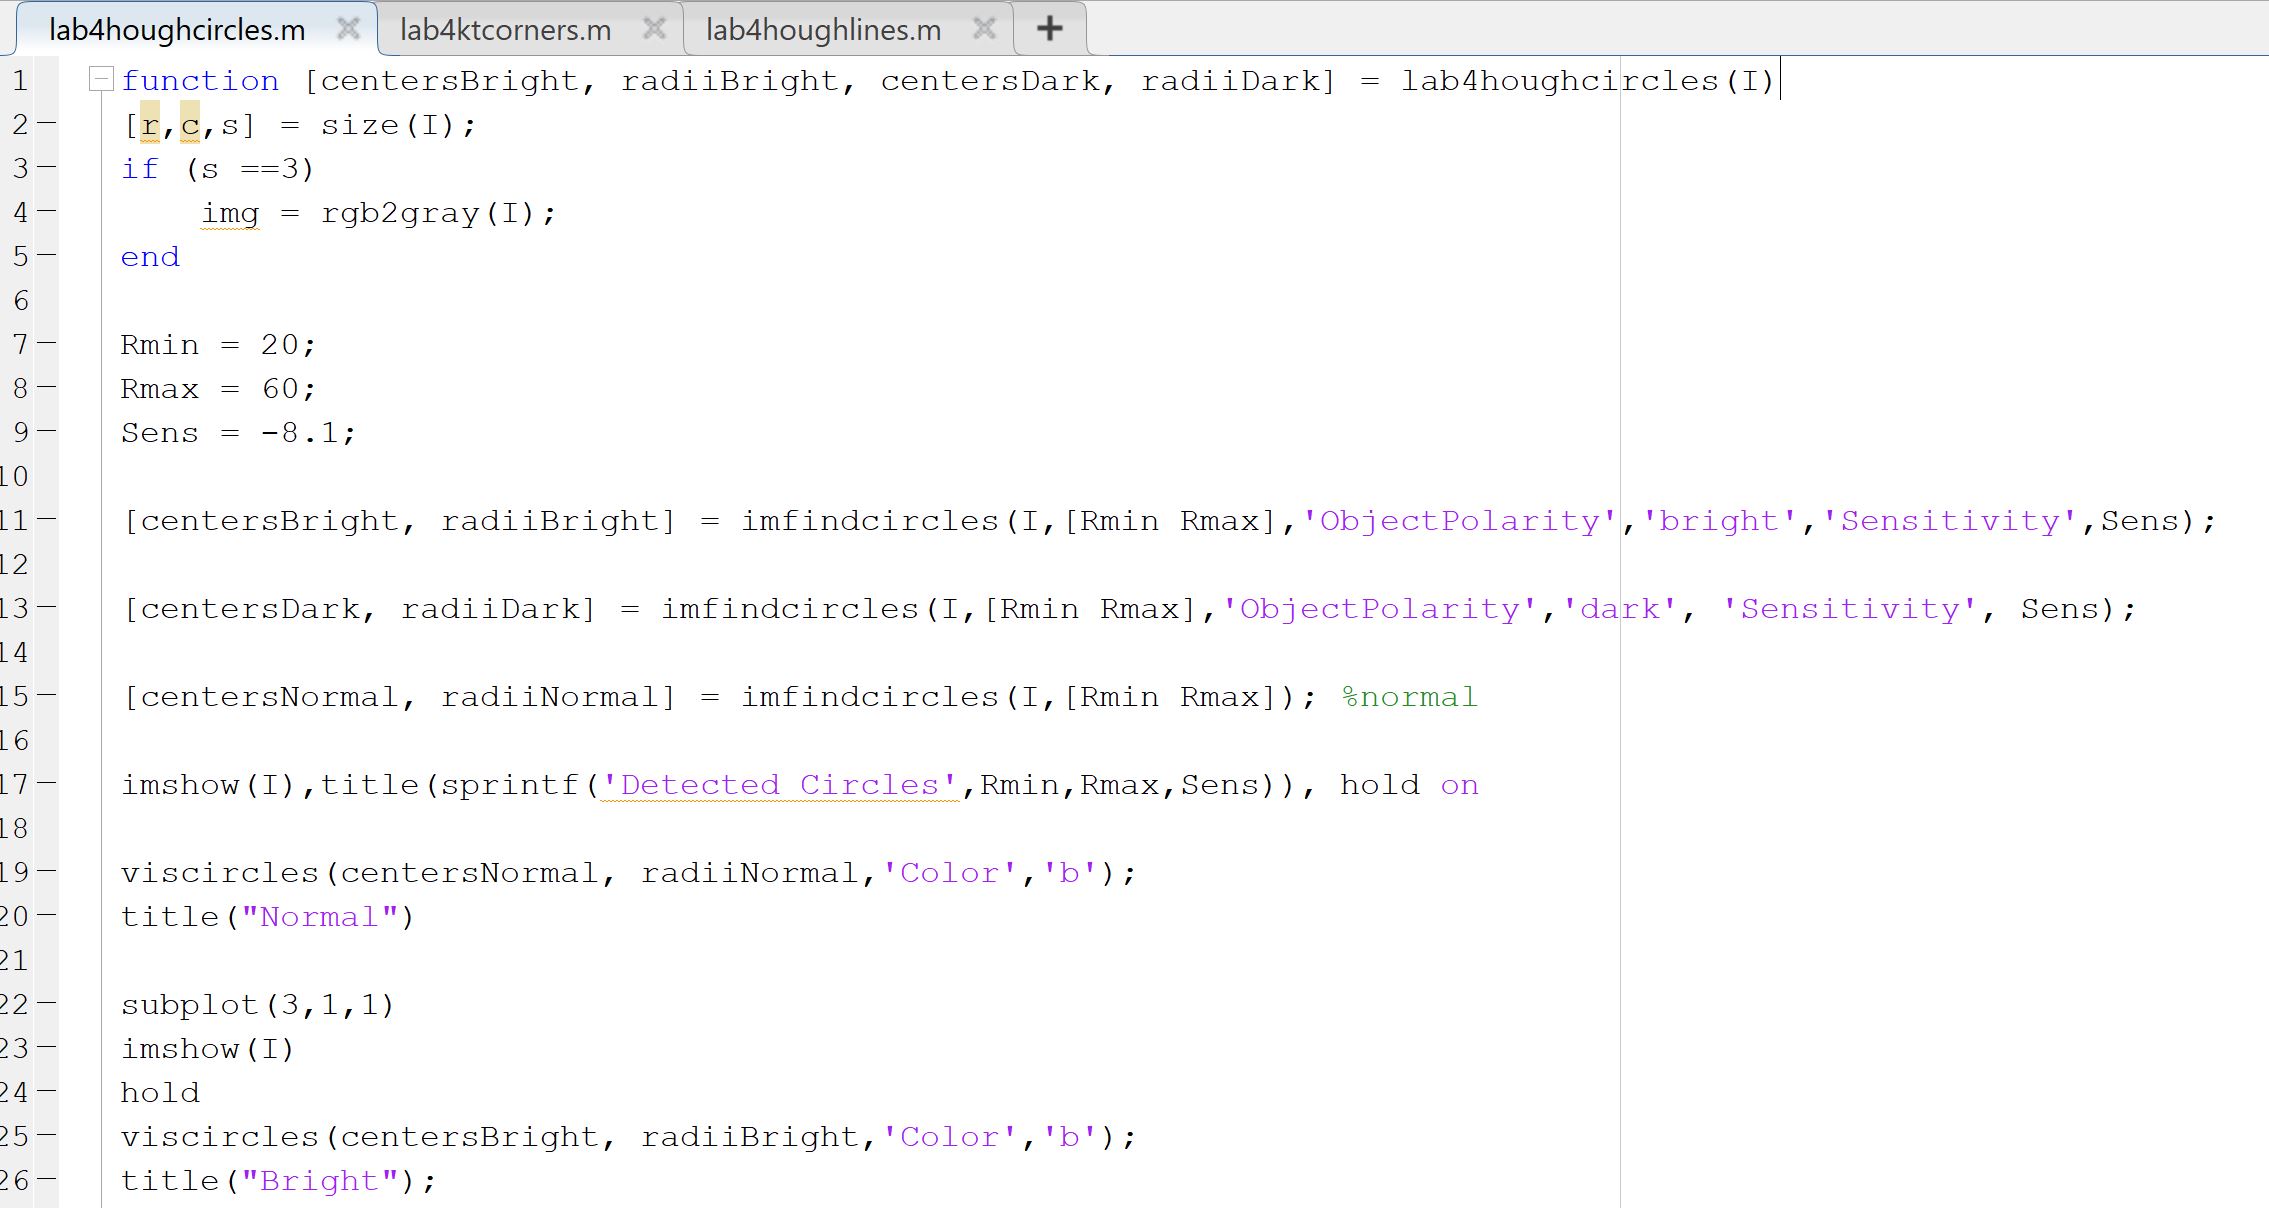 lab4houghcircles.m lab4ktcorners.m lab4houghlines.m
1 function [centersBright, radiiBright, centersDark, radiiDark] = lab4houghcircles(I)
2 [r,c,s] = size(I);
3 if (s ==3)
4 img = rgb2gray(I);
5 end
6
7 Rmin = 20;
8 Rmax = 60;
9 Sens = -8.1;
10
11 [centersBright, radiiBright] = imfindcircles(I,[Rmin Rmax],'ObjectPolarity','bright','Sensitivity',Sens);
12
13 [centersDark, radiiDark] = imfindcircles(I,[Rmin Rmax],'ObjectPolarity','dark', 'Sensitivity', Sens);
14
15 [centersNormal, radiiNormal] = imfindcircles(I,[Rmin Rmax]); %normal
16
17 imshow(I),title(sprintf('Detected Circles',Rmin,Rmax,Sens)), hold on
18
19 viscircles(centersNormal, radiiNormal,'Color','b');
20 title("Normal")
21
22 subplot(3,1,1)
23 imshow(I)
24 hold
25 viscircles(centersBright, radiiBright,'Color','b');
26 title("Bright");